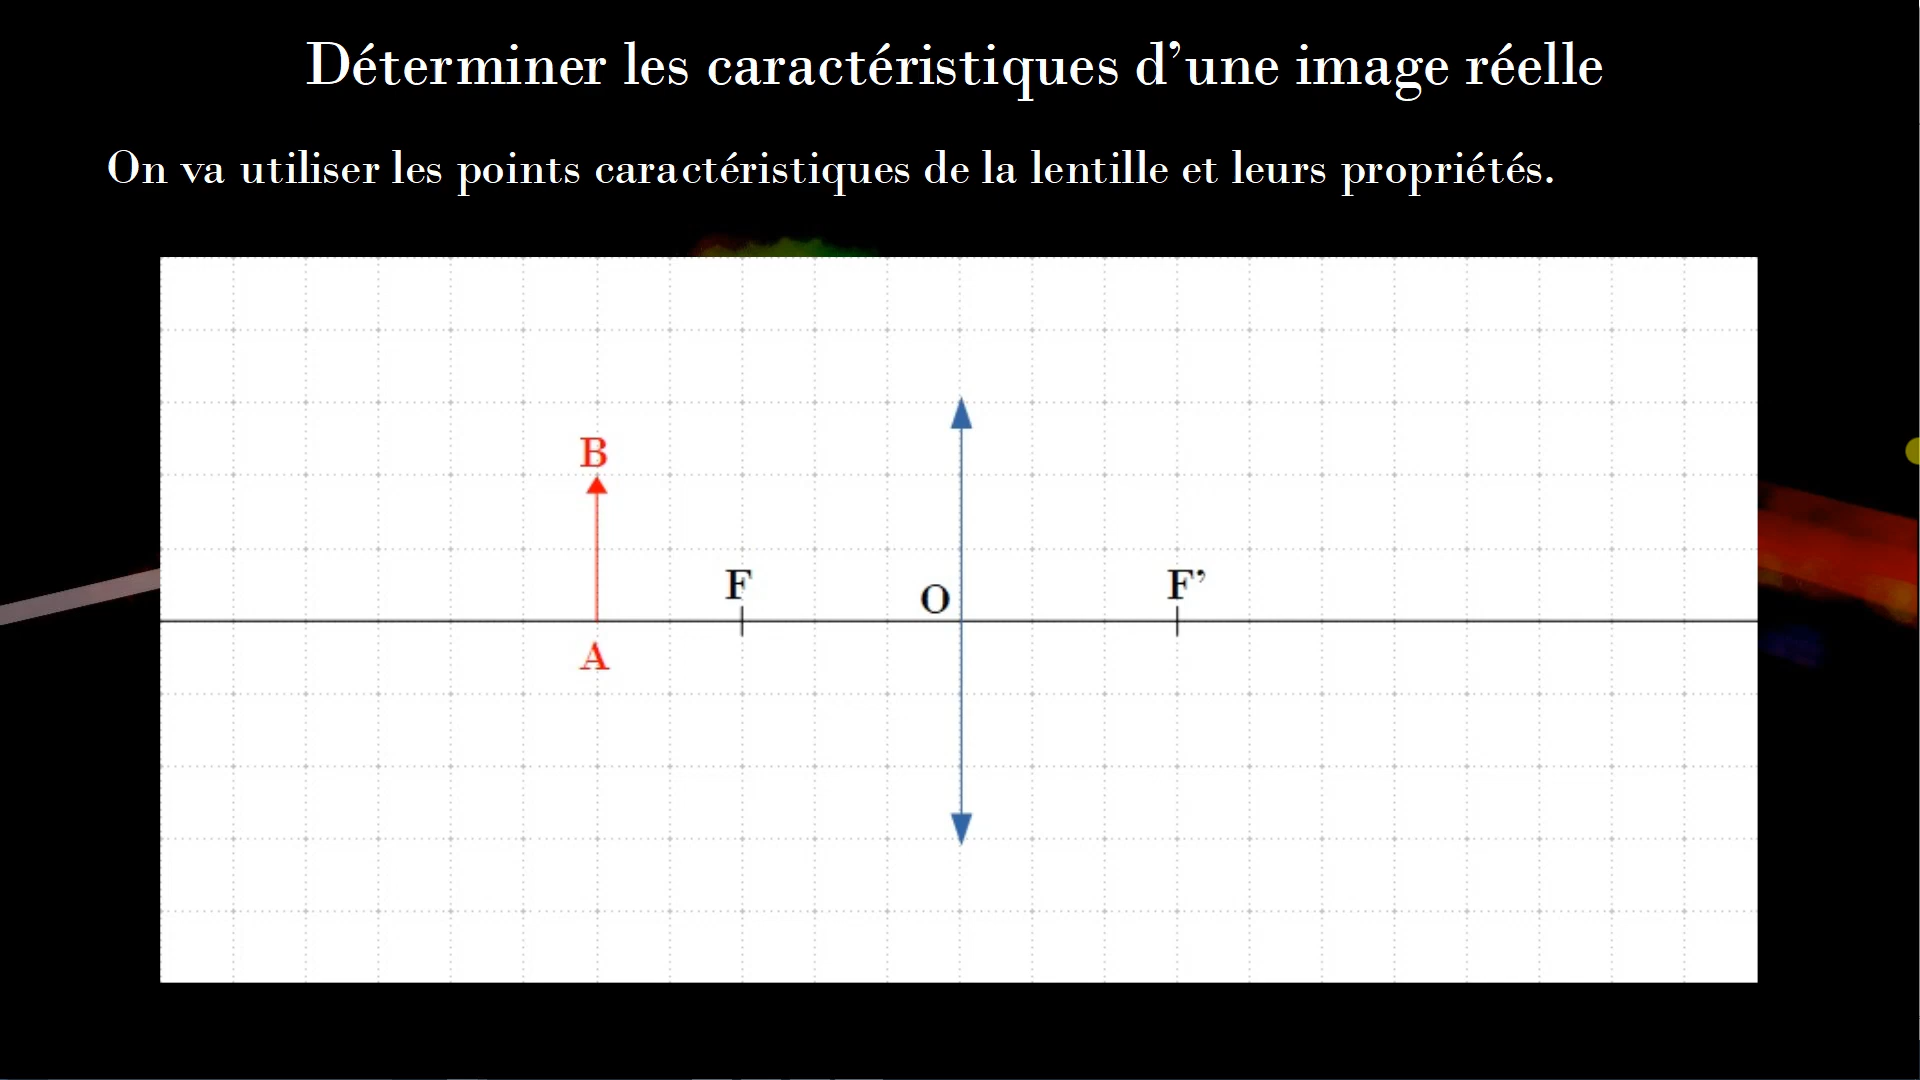 Déterminer les caractéristiques d’une image réelle
On va utiliser les points caractéristiques de la lentille et leurs propriétés.
B
F
O
F’
A